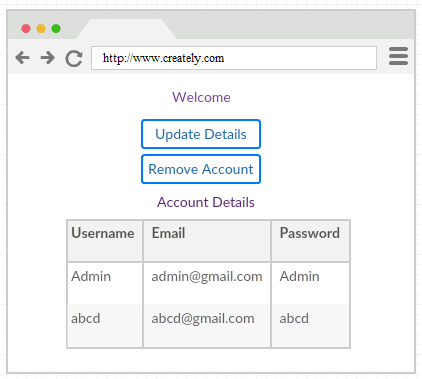 http://www.creately.com
Welcome
Update Details
Remove Account
Account Details
Username Email Password
Admin admin@gmail.com Admin
abcd abcd@gmail.com abcd